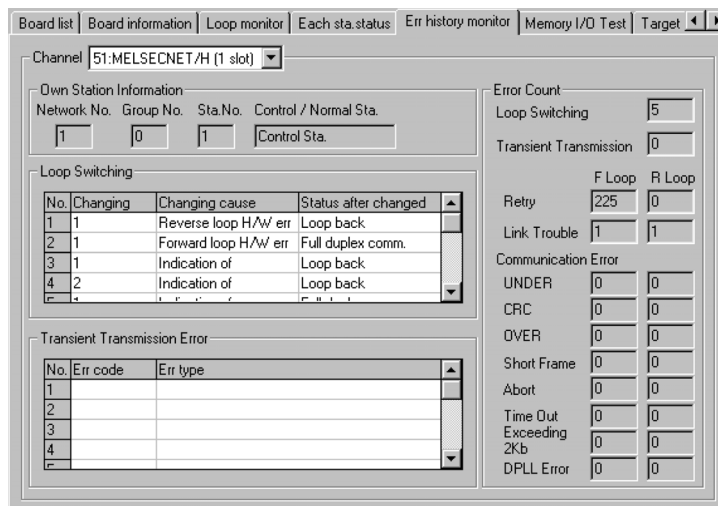 Board list Board information Loop monitor Each sta.status Err history monitor Memory I/O Test Target
Channel 51:MELSECNET/H (1 slot)
Own Station Information
Network No. Group No. Sta.No. Control / Normal Sta.
1 0 1 Control Sta.
Loop Switching
No. Changing Changing cause Status after changed
1 1 Reverse loop H/W err Loop back
2 1 Forward loop H/W err Full duplex comm.
3 1 Indication of Loop back
4 2 Indication of Loop back
Transient Transmission Error
No. Err code Err type
1
2
3
4
Error Count
Loop Switching 5
Transient Transmission 0
F Loop R Loop
Retry 225 0
Link Trouble 1 1
Communication Error
UNDER 0 0
CRC 0 0
OVER 0 0
Short Frame 0 0
Abort 0 0
Time Out 0 0
Exceeding
2Kb 0 0
DPLL Error 0 0